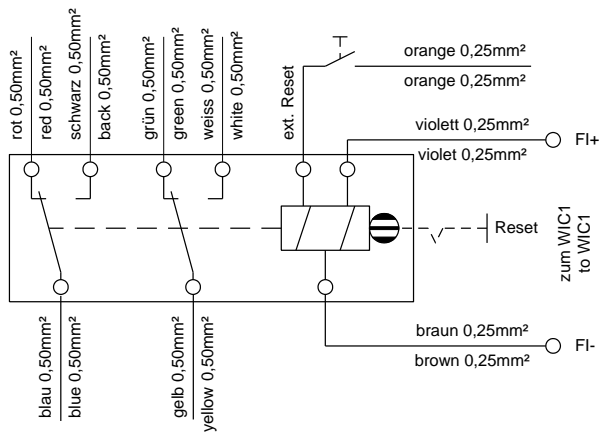 rot 0,50mm²
red 0,50mm²
schwarz 0,50mm²
back 0,50mm²
grün 0,50mm²
green 0,50mm²
weiss 0,50mm²
white 0,50mm²
ext. Reset
orange 0,25mm²
orange 0,25mm²
violett 0,25mm²
violet 0,25mm²
FI+
Reset
zum WIC1
to WIC1
braun 0,25mm²
brown 0,25mm²
FI-
blau 0,50mm²
blue 0,50mm²
gelb 0,50mm²
yellow 0,50mm²